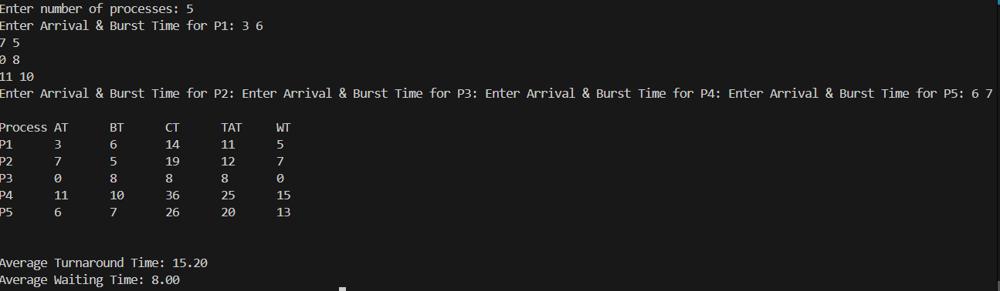 Enter number of processes: 5
Enter Arrival & Burst Time for P1: 3 6
7 5
0 8
11 10
Enter Arrival & Burst Time for P2: Enter Arrival & Burst Time for P3: Enter Arrival & Burst Time for P4: Enter Arrival & Burst Time for P5: 6 7
Process AT BT CT TAT WT
P1 3 6 14 11 5
P2 7 5 19 12 7
P3 0 8 8 8 0
P4 11 10 36 25 15
P5 6 7 26 20 13
Average Turnaround Time: 15.20
Average Waiting Time: 8.00